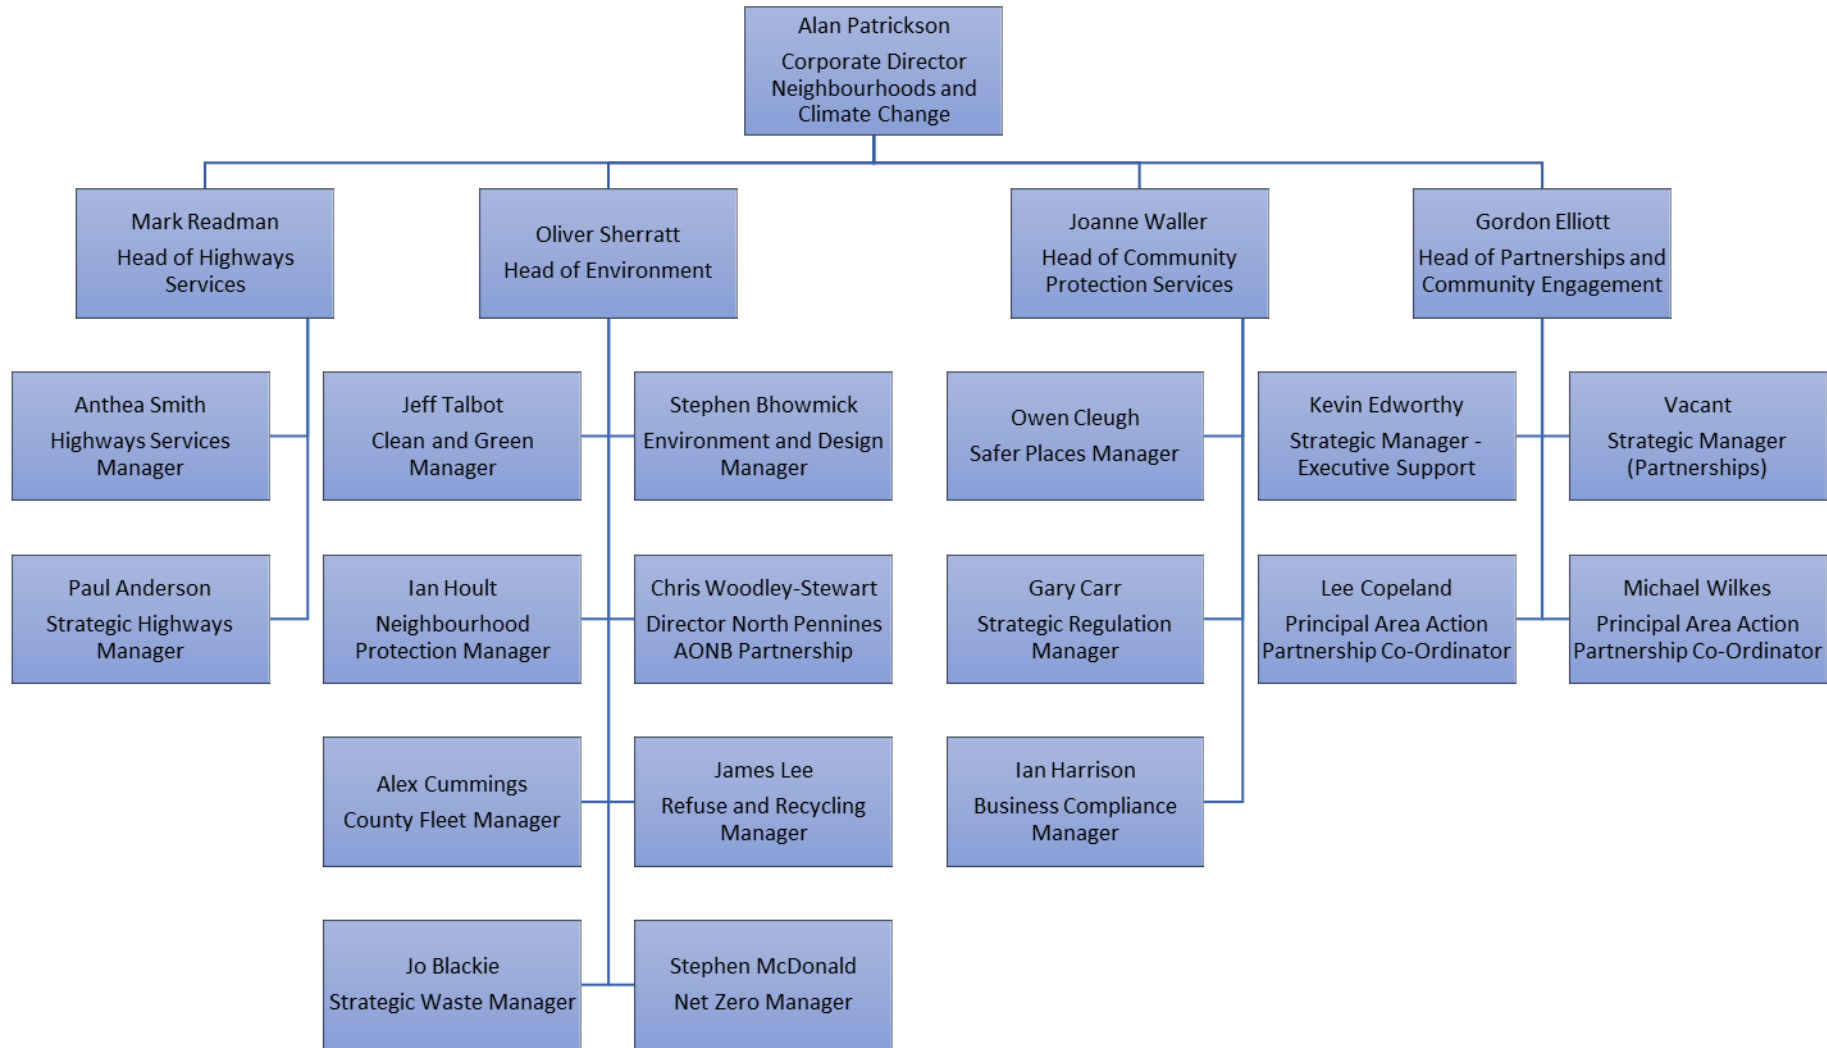 Alan Patrickson
Corporate Director
Neighbourhoods and
Climate Change
Mark Readman
Head of Highways
Services
Oliver Sherratt
Head of Environment
Joanne Waller
Head of Community
Protection Services
Gordon Elliott
Head of Partnerships and
Community Engagement
Anthea Smith
Highways Services
Manager
Jeff Talbot
Clean and Green
Manager
Stephen Bhowmick
Environment and Design
Manager
Owen Cleugh
Safer Places Manager
Kevin Edworthy
Strategic Manager -
Executive Support
Vacant
Strategic Manager
(Partnerships)
Paul Anderson
Strategic Highways
Manager
Ian Hoult
Neighbourhood
Protection Manager
Chris Woodley-Stewart
Director North Pennines
AONB Partnership
Gary Carr
Strategic Regulation
Manager
Lee Copeland
Principal Area Action
Partnership Co-Ordinator
Michael Wilkes
Principal Area Action
Partnership Co-Ordinator
Alex Cummings
County Fleet Manager
James Lee
Refuse and Recycling
Manager
Ian Harrison
Business Compliance
Manager
Jo Blackie
Strategic Waste Manager
Stephen McDonald
Net Zero Manager